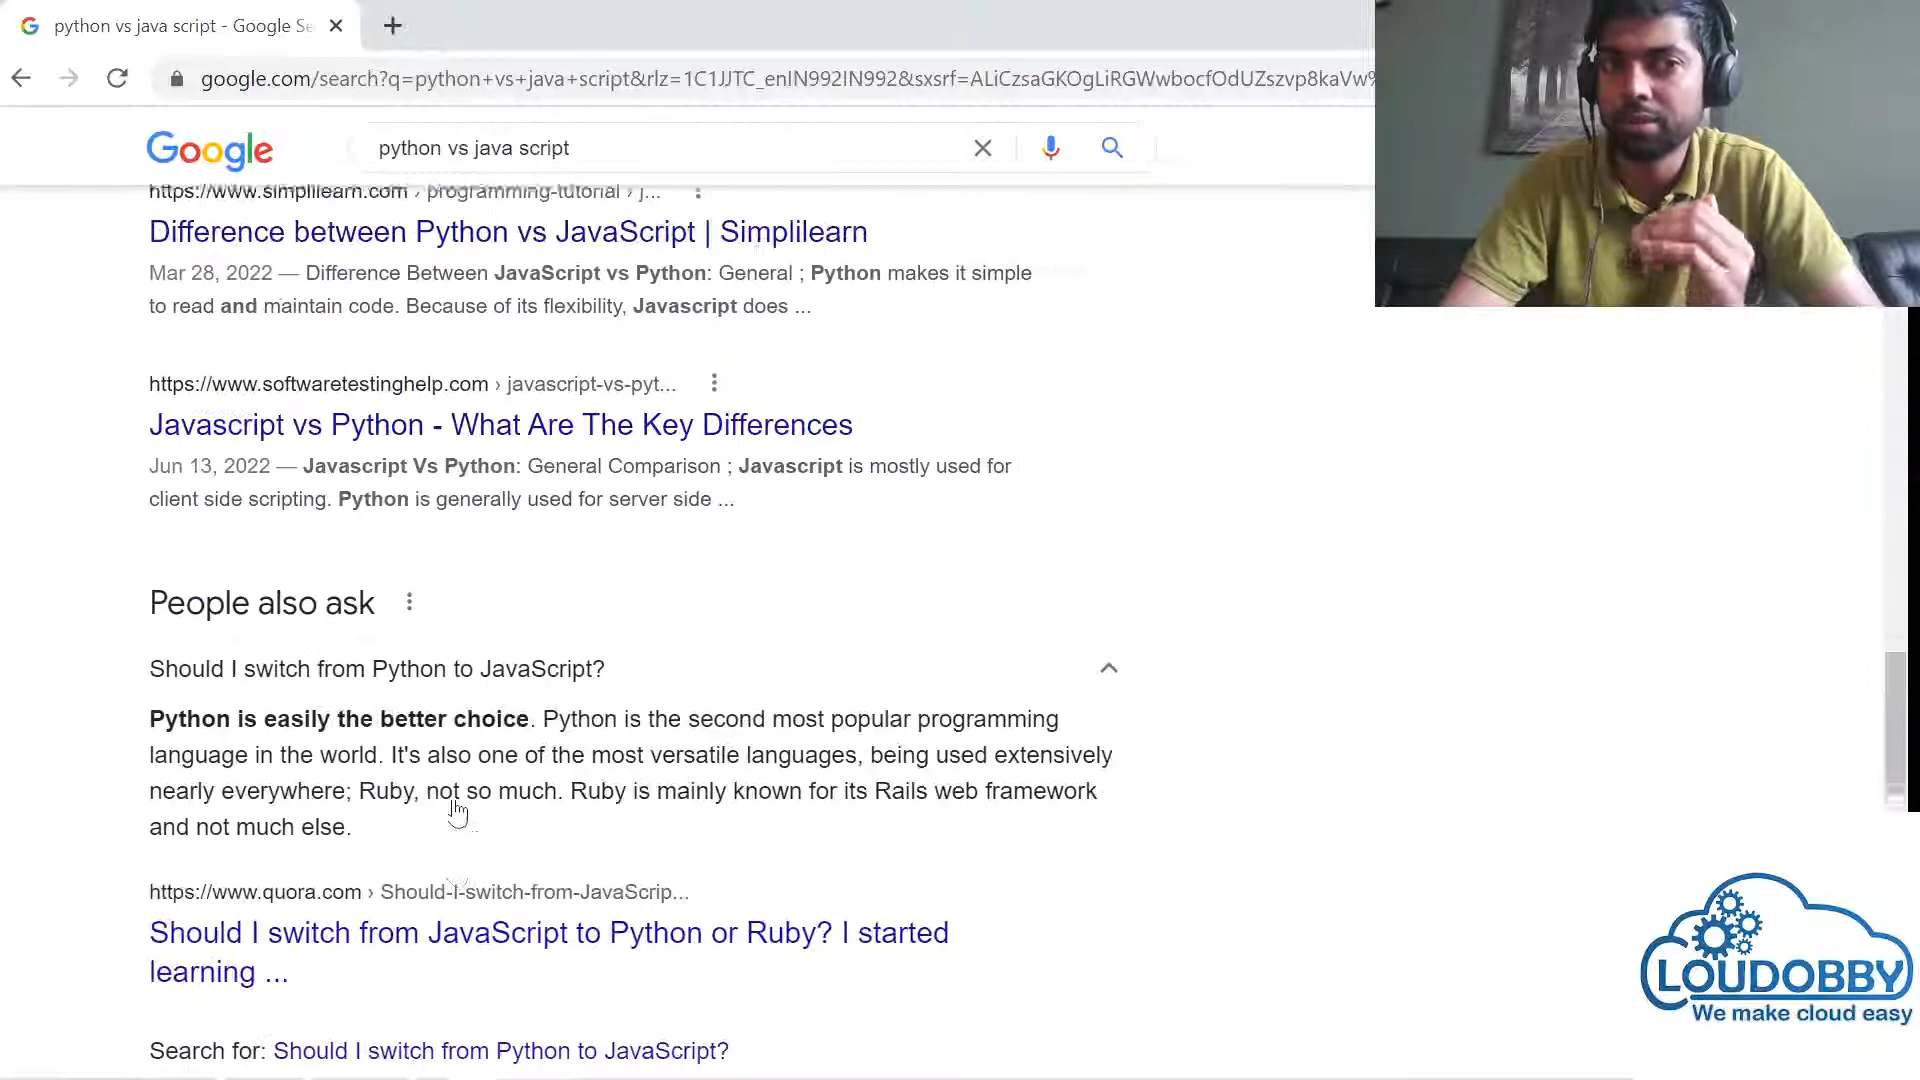 python vs java script - Google Se
google.com/search?q=python+vs+java+script&rlz=1C1JJTC_enIN992IN992&sxsrf=ALiCzsaGKOgLiRGWwbocfOdUZszvp8kaVw%
Google
python vs java script
https://www.simplilearn.com › programming-tutorial › j...
Difference between Python vs JavaScript | Simplilearn
Mar 28, 2022 — Difference Between JavaScript vs Python: General ; Python makes it simple
to read and maintain code. Because of its flexibility, Javascript does ...
https://www.softwaretestinghelp.com › javascript-vs-pyt...
Javascript vs Python - What Are The Key Differences
Jun 13, 2022 — Javascript Vs Python: General Comparison ; Javascript is mostly used for
client side scripting. Python is generally used for server side ...
People also ask
Should I switch from Python to JavaScript?
Python is easily the better choice. Python is the second most popular programming
language in the world. It's also one of the most versatile languages, being used extensively
nearly everywhere; Ruby, not so much. Ruby is mainly known for its Rails web framework
and not much else.
https://www.quora.com › Should-I-switch-from-JavaScrip...
Should I switch from JavaScript to Python or Ruby? I started
learning ...
Search for: Should I switch from Python to JavaScript?
CLOUDOBBY
We make cloud easy